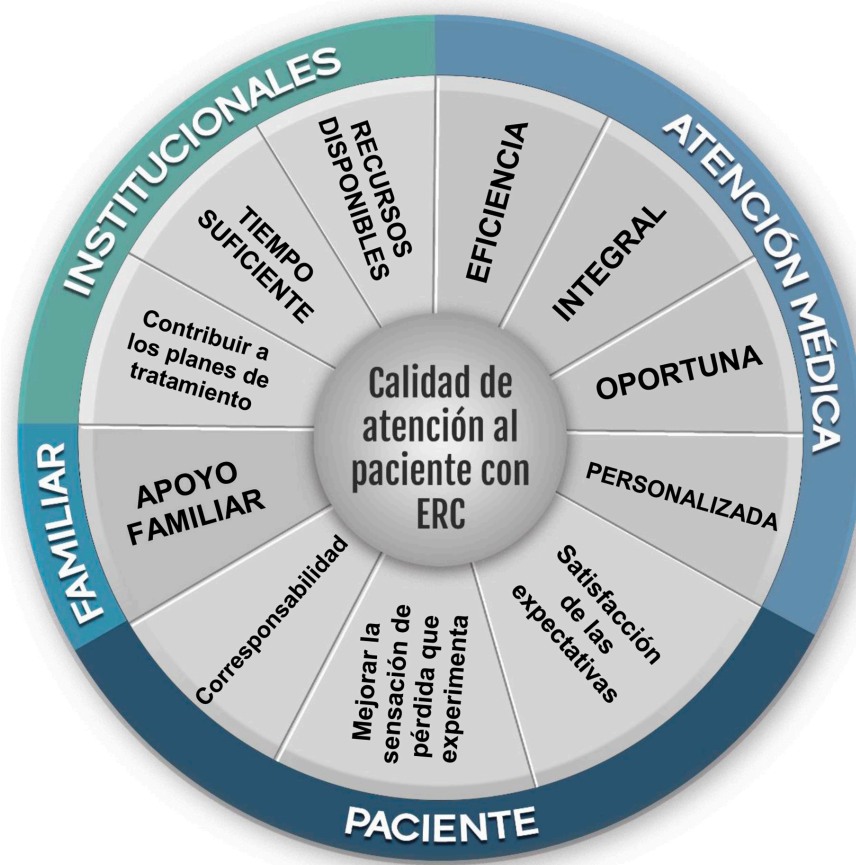 INSTITUCIONALES
ATENCIÓN MÉDICA
FAMILIAR
PACIENTE
Calidad de
atención al
paciente con
ERC
EFICIENCIA
INTEGRAL
OPORTUNA
PERSONALIZADA
Satisfacción
de las
expectativas
Mejorar la
sensación de
pérdida que
experimenta
Corresponsabilidad
APOYO
FAMILIAR
Contribuir a
los planes de
tratamiento
TIEMPO
SUFICIENTE
RECURSOS
DISPONIBLES